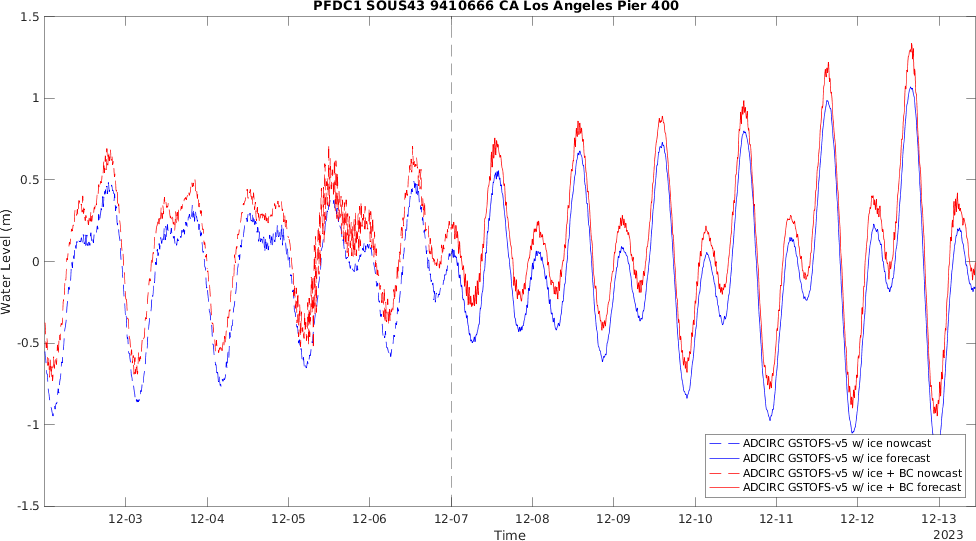 PFDC1 SOUS43 9410666 CA Los Angeles Pier 400
1.5
1
0.5
0
-0.5
-1
-1.5
Water Level (m)
12-03 12-04 12-05 12-06 12-07 12-08 12-09 12-10 12-11 12-12 12-13
Time
2023
ADCIRC GSTOFS-v5 w/ ice nowcast
ADCIRC GSTOFS-v5 w/ ice forecast
ADCIRC GSTOFS-v5 w/ ice + BC nowcast
ADCIRC GSTOFS-v5 w/ ice + BC forecast